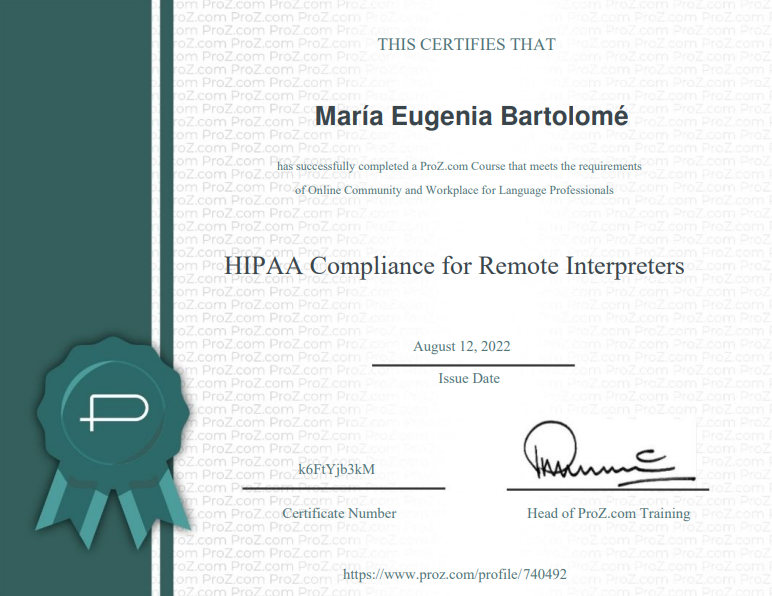 THIS CERTIFIES THAT
María Eugenia Bartolomé
has successfully completed a ProZ.com Course that meets the requirements
of Online Community and Workplace for Language Professionals
HIPAA Compliance for Remote Interpreters
August 12, 2022
Issue Date
k6FtYjb3kM
Certificate Number
Head of ProZ.com Training
https://www.proz.com/profile/740492